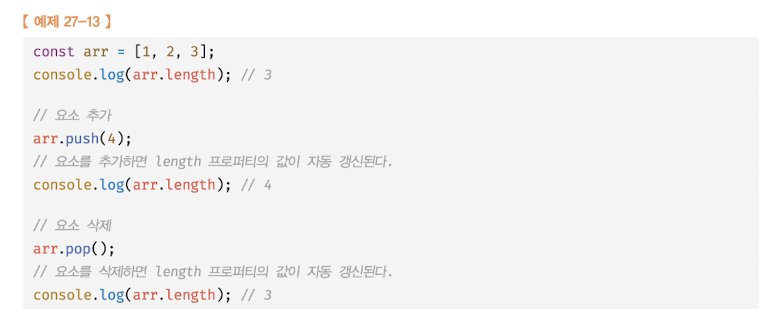 【 예제 27-13 】
const arr = [1, 2, 3];
console.log(arr.length); // 3
// 요소 추가
arr.push(4);
// 요소를 추가하면 length 프로퍼티의 값이 자동 갱신된다.
console.log(arr.length); // 4
// 요소 삭제
arr.pop();
// 요소를 삭제하면 length 프로퍼티의 값이 자동 갱신된다.
console.log(arr.length); // 3